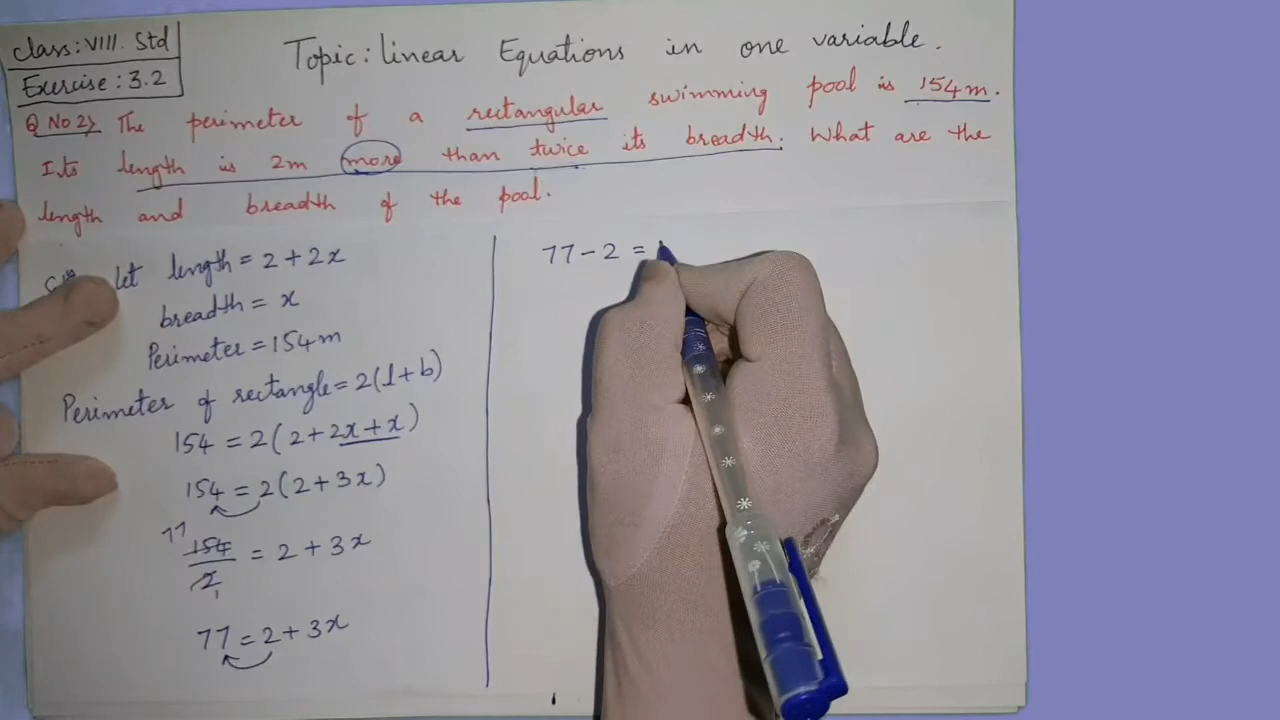 Class: VIII. Std
Exercise: 3.2
Topic: linear Equations in one variable.
Q No 2) The perimeter of a rectangular swimming pool is 154m.
Its length is 2m more than twice its breadth. What are the
length and breadth of the pool.
let length = 2 + 2x
breadth = x
Perimeter = 154m
Perimeter of rectangle = 2(l+b)
154 = 2(2+2x+x)
154 = 2(2+3x)
77
154/2 = 2+3x
1
77 = 2+3x
77-2 =